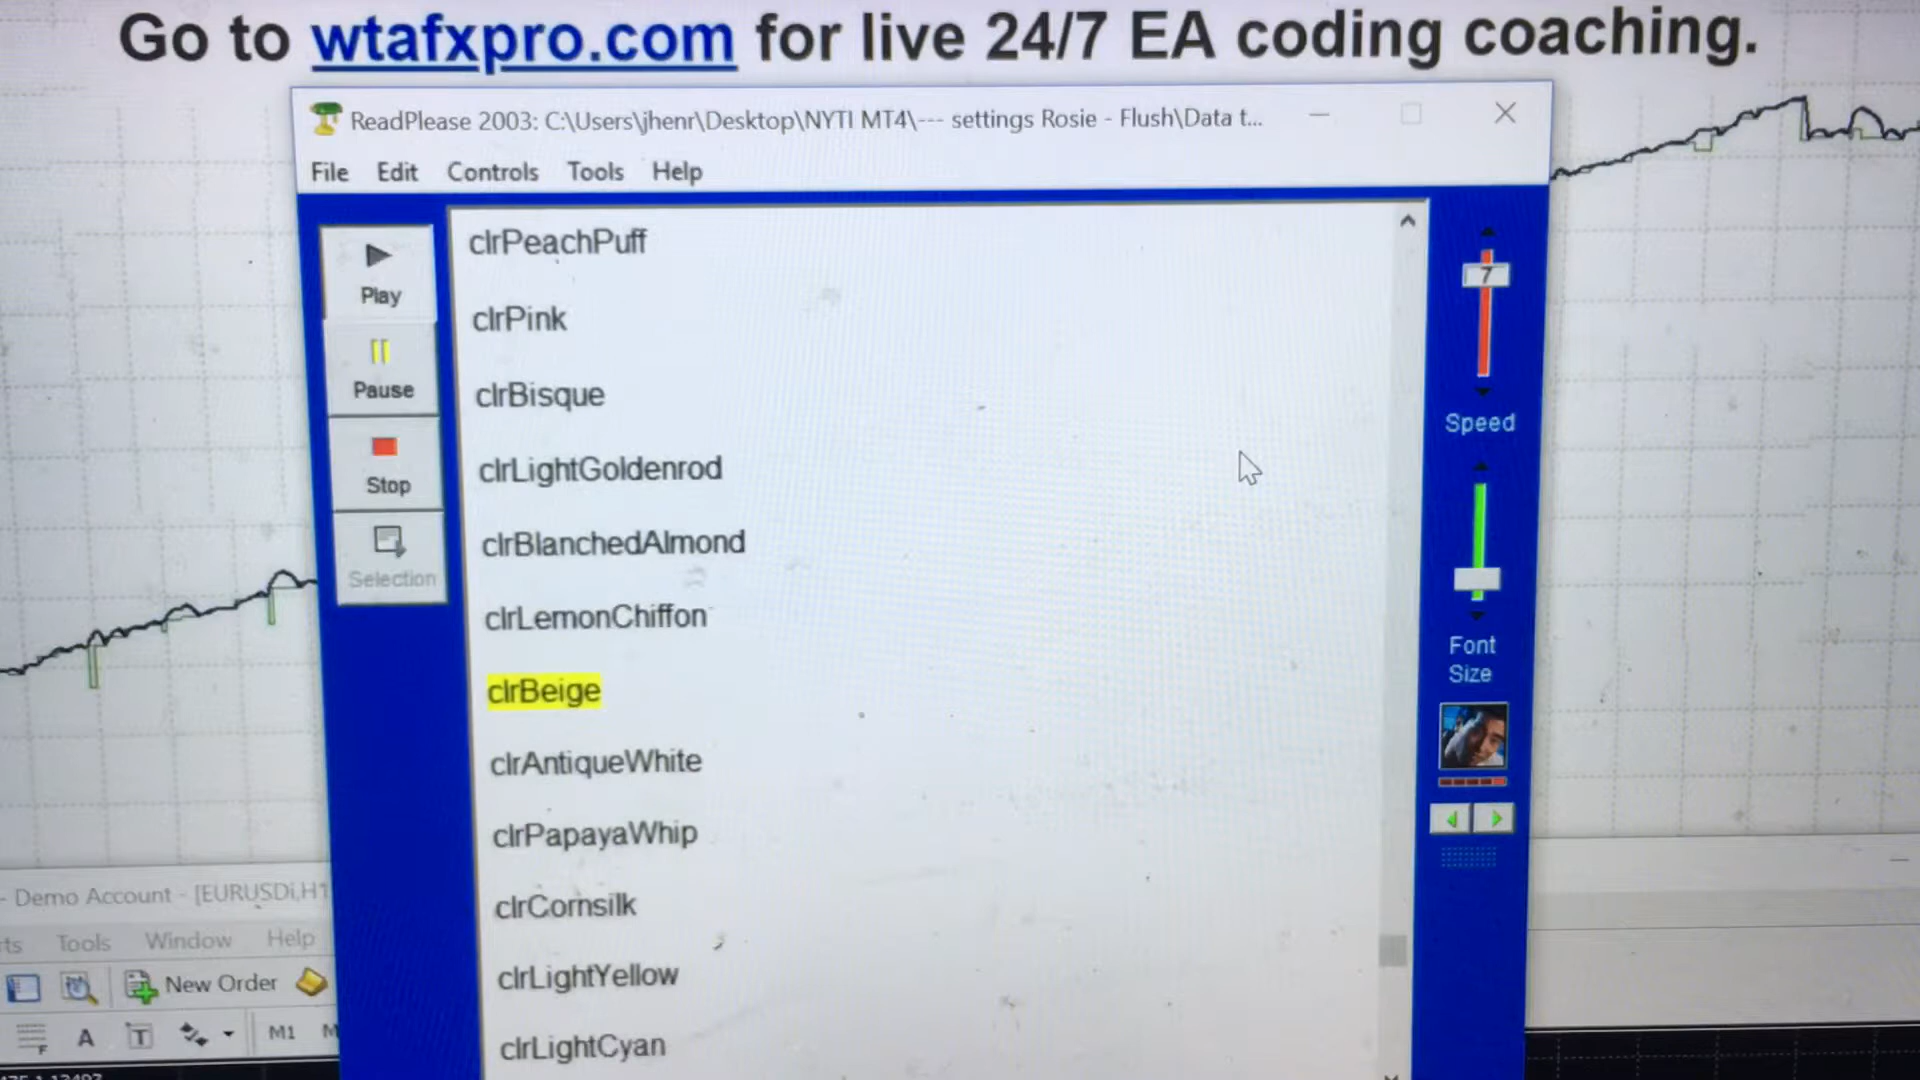 Go to wtafxpro.com for live 24/7 EA coding coaching.
ReadPlease 2003: C:\Users\jhenr\Desktop\NYTI MT4\--- settings Rosie - Flush\Data t...
File Edit Controls Tools Help
Play
Pause
Stop
Selection
clrPeachPuff
clrPink
clrBisque
clrLightGoldenrod
clrBlanchedAlmond
clrLemonChiffon
clrBeige
clrAntiqueWhite
clrPapayaWhip
clrCornsilk
clrLightYellow
clrLightCyan
7
Speed
Font
Size
- Demo Account - [EURUSDi,H1
Tools Window Help
New Order
A T M1